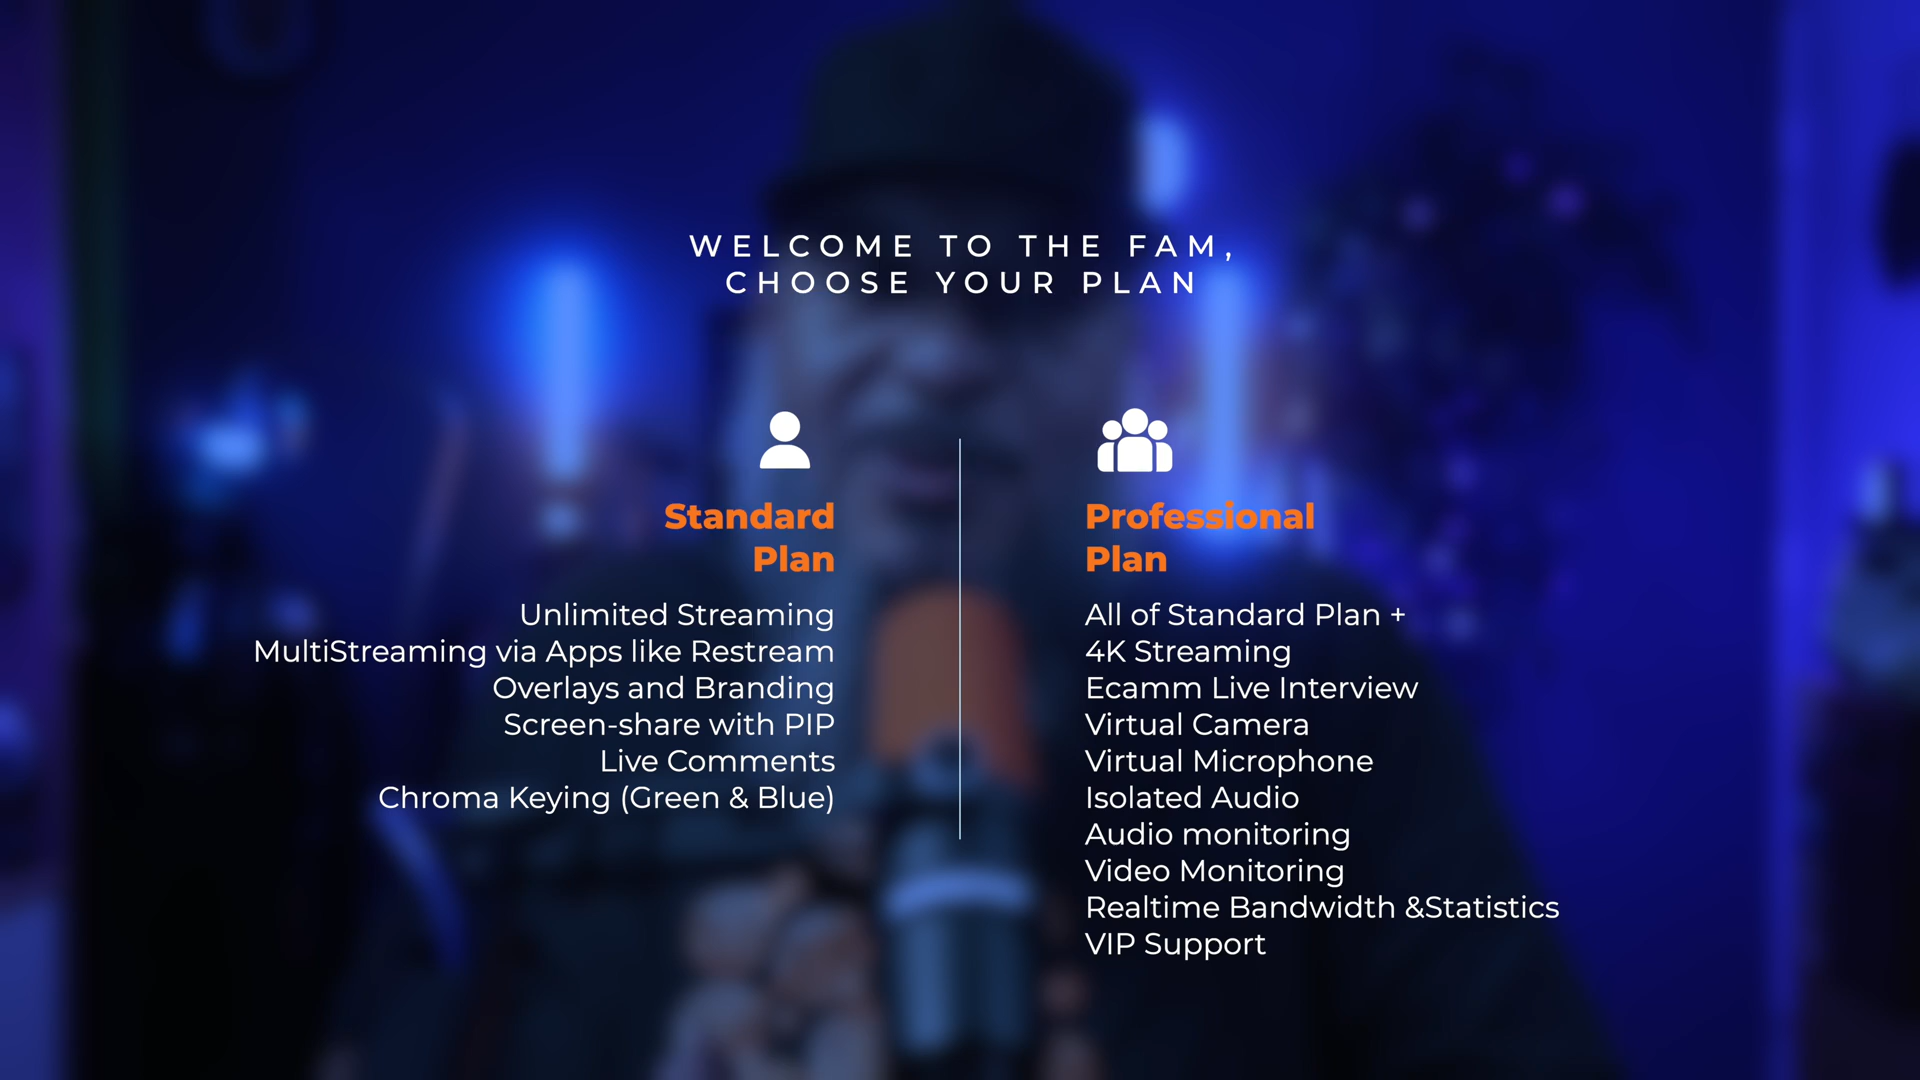 WELCOME TO THE FAM,
CHOOSE YOUR PLAN
Standard
Plan
Unlimited Streaming
MultiStreaming via Apps like Restream
Overlays and Branding
Screen-share with PIP
Live Comments
Chroma Keying (Green & Blue)
Professional
Plan
All of Standard Plan +
4K Streaming
Ecamm Live Interview
Virtual Camera
Virtual Microphone
Isolated Audio
Audio monitoring
Video Monitoring
Realtime Bandwidth &Statistics
VIP Support